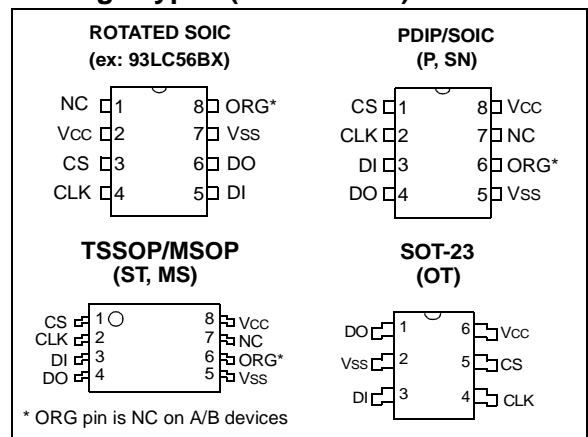 ROTATED SOIC
(ex: 93LC56BX)
NC 1 8 ORG*
VCC 2 7 VSS
CS 3 6 DO
CLK 4 5 DI
PDIP/SOIC
(P, SN)
CS 1 8 VCC
CLK 2 7 NC
DI 3 6 ORG*
DO 4 5 VSS
TSSOP/MSOP
(ST, MS)
CS 1 8 VCC
CLK 2 7 NC
DI 3 6 ORG*
DO 4 5 VSS
SOT-23
(OT)
DO 1 6 VCC
VSS 2 5 CS
DI 3 4 CLK
* ORG pin is NC on A/B devices